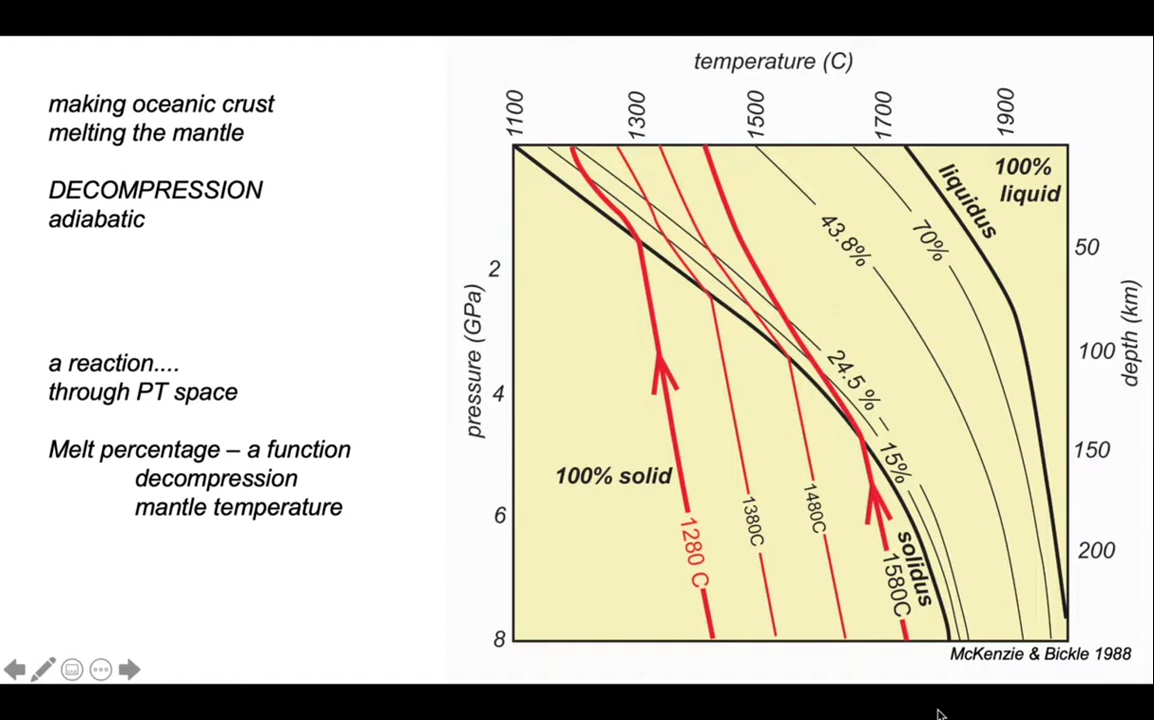 making oceanic crust
melting the mantle
DECOMPRESSION
adiabatic
a reaction....
through PT space
Melt percentage – a function
decompression
mantle temperature
temperature (C)
1100
1300
1500
1700
1900
100%
liquid
liquidus
70%
43.8%
24.5 %
15%
solidus
100% solid
1280 C
1380C
1480C
1580C
pressure (GPa)
2
4
6
8
depth (km)
50
100
150
200
McKenzie & Bickle 1988